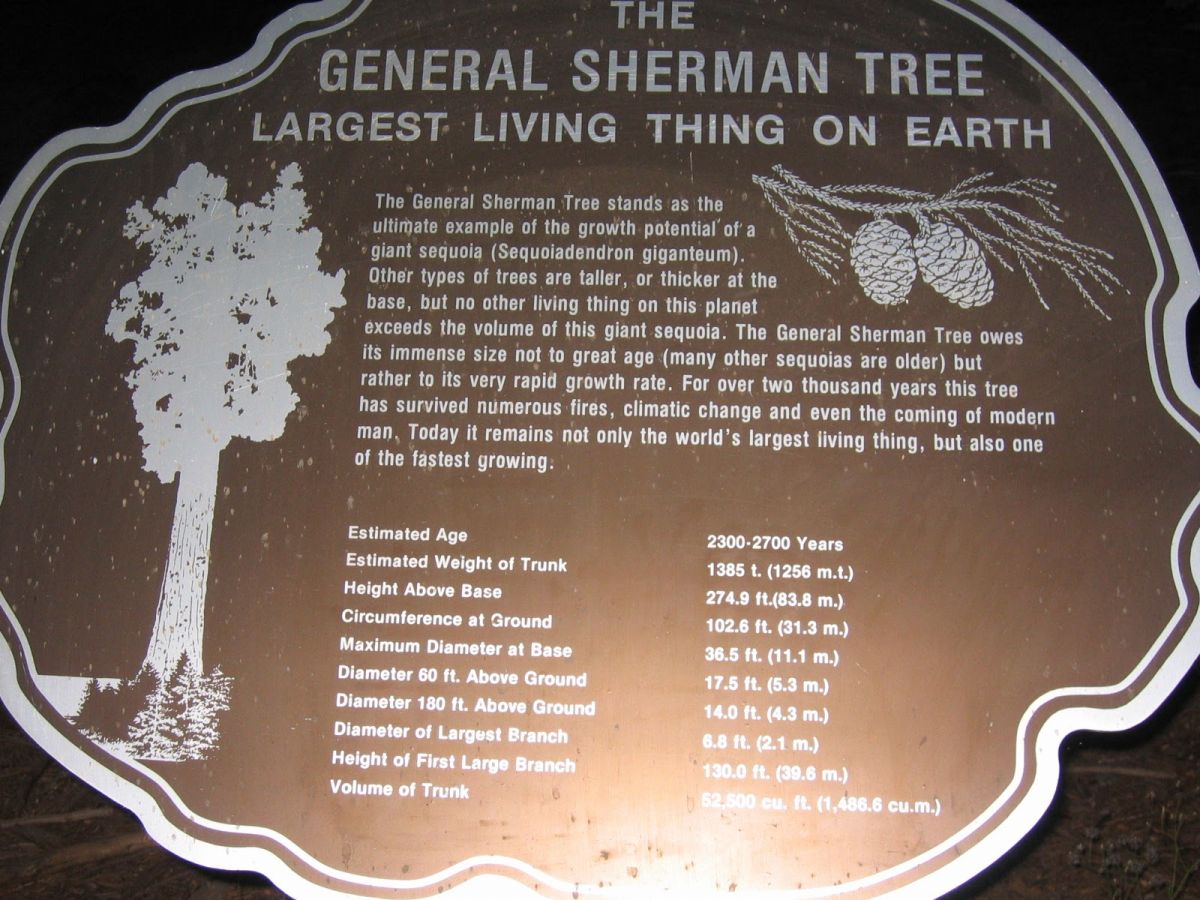 THE
GENERAL SHERMAN TREE
LARGEST LIVING THING ON EARTH
The General Sherman Tree stands as the
ultimate example of the growth potential of a
giant sequoia (Sequoiadendron giganteum).
Other types of trees are taller, or thicker at the
base, but no other living thing on this planet
exceeds the volume of this giant sequoia. The General Sherman Tree owes
its immense size not to great age (many other sequoias are older) but
rather to its very rapid growth rate. For over two thousand years this tree
has survived numerous fires, climatic change and even the coming of modern
man. Today it remains not only the world's largest living thing, but also one
of the fastest growing.
Estimated Age 2300-2700 Years
Estimated Weight of Trunk 1385 t. (1256 m.t.)
Height Above Base 274.9 ft.(83.8 m.)
Circumference at Ground 102.6 ft. (31.3 m.)
Maximum Diameter at Base 36.5 ft. (11.1 m.)
Diameter 60 ft. Above Ground 17.5 ft. (5.3 m.)
Diameter 180 ft. Above Ground 14.0 ft. (4.3 m.)
Diameter of Largest Branch 6.8 ft. (2.1 m.)
Height of First Large Branch 130.0 ft. (39.6 m.)
Volume of Trunk 52,500 cu. ft. (1,486.6 cu.m.)